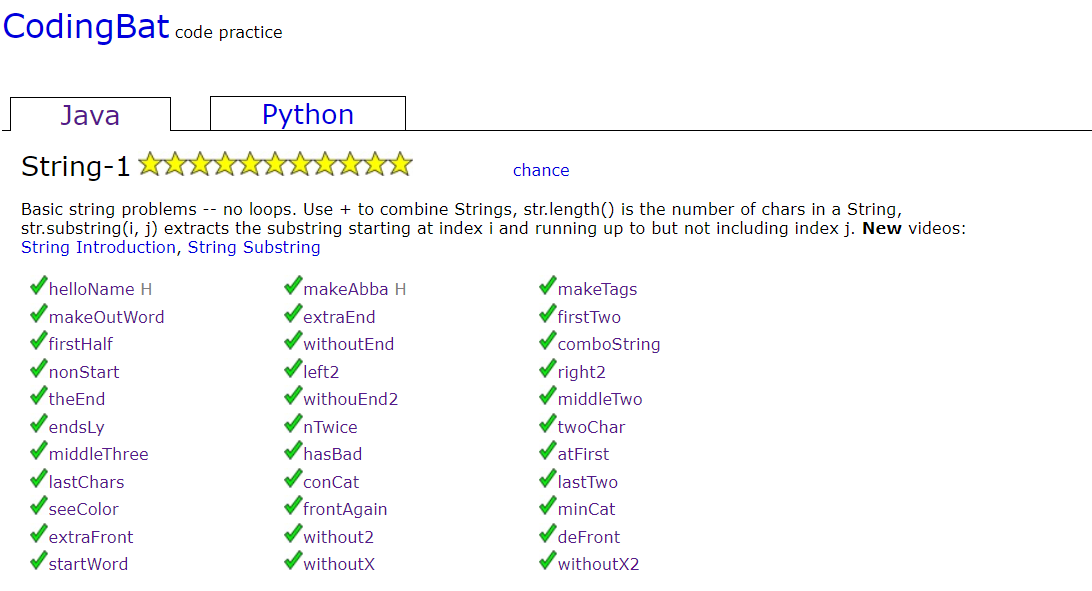 CodingBat code practice
Java Python
String-1 chance
Basic string problems -- no loops. Use + to combine Strings, str.length() is the number of chars in a String,
str.substring(i, j) extracts the substring starting at index i and running up to but not including index j. New videos:
String Introduction, String Substring
helloName H makeAbba H makeTags
makeOutWord extraEnd firstTwo
firstHalf withoutEnd comboString
nonStart left2 right2
theEnd withouEnd2 middleTwo
endsLy nTwice twoChar
middleThree hasBad atFirst
lastChars conCat lastTwo
seeColor frontAgain minCat
extraFront without2 deFront
startWord withoutX withoutX2